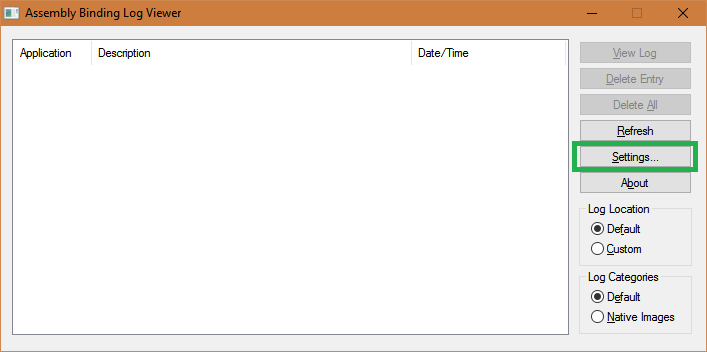 Assembly Binding Log Viewer
Application Description Date/Time
View Log
Delete Entry
Delete All
Refresh
Settings...
About
Log Location
Default
Custom
Log Categories
Default
Native Images